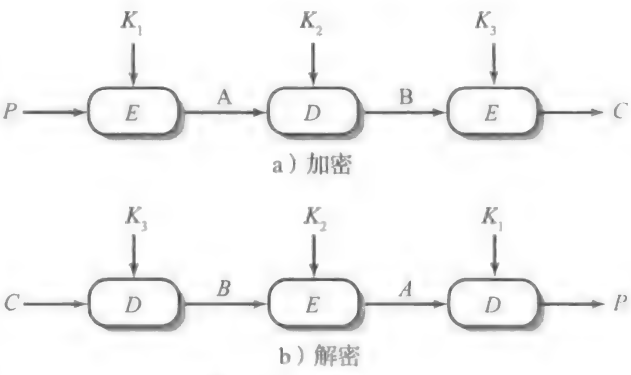 K₁ K₂ K₃
P E A D B E C
a）加密
K₃ K₂ K₁
C D B E A D P
b）解密